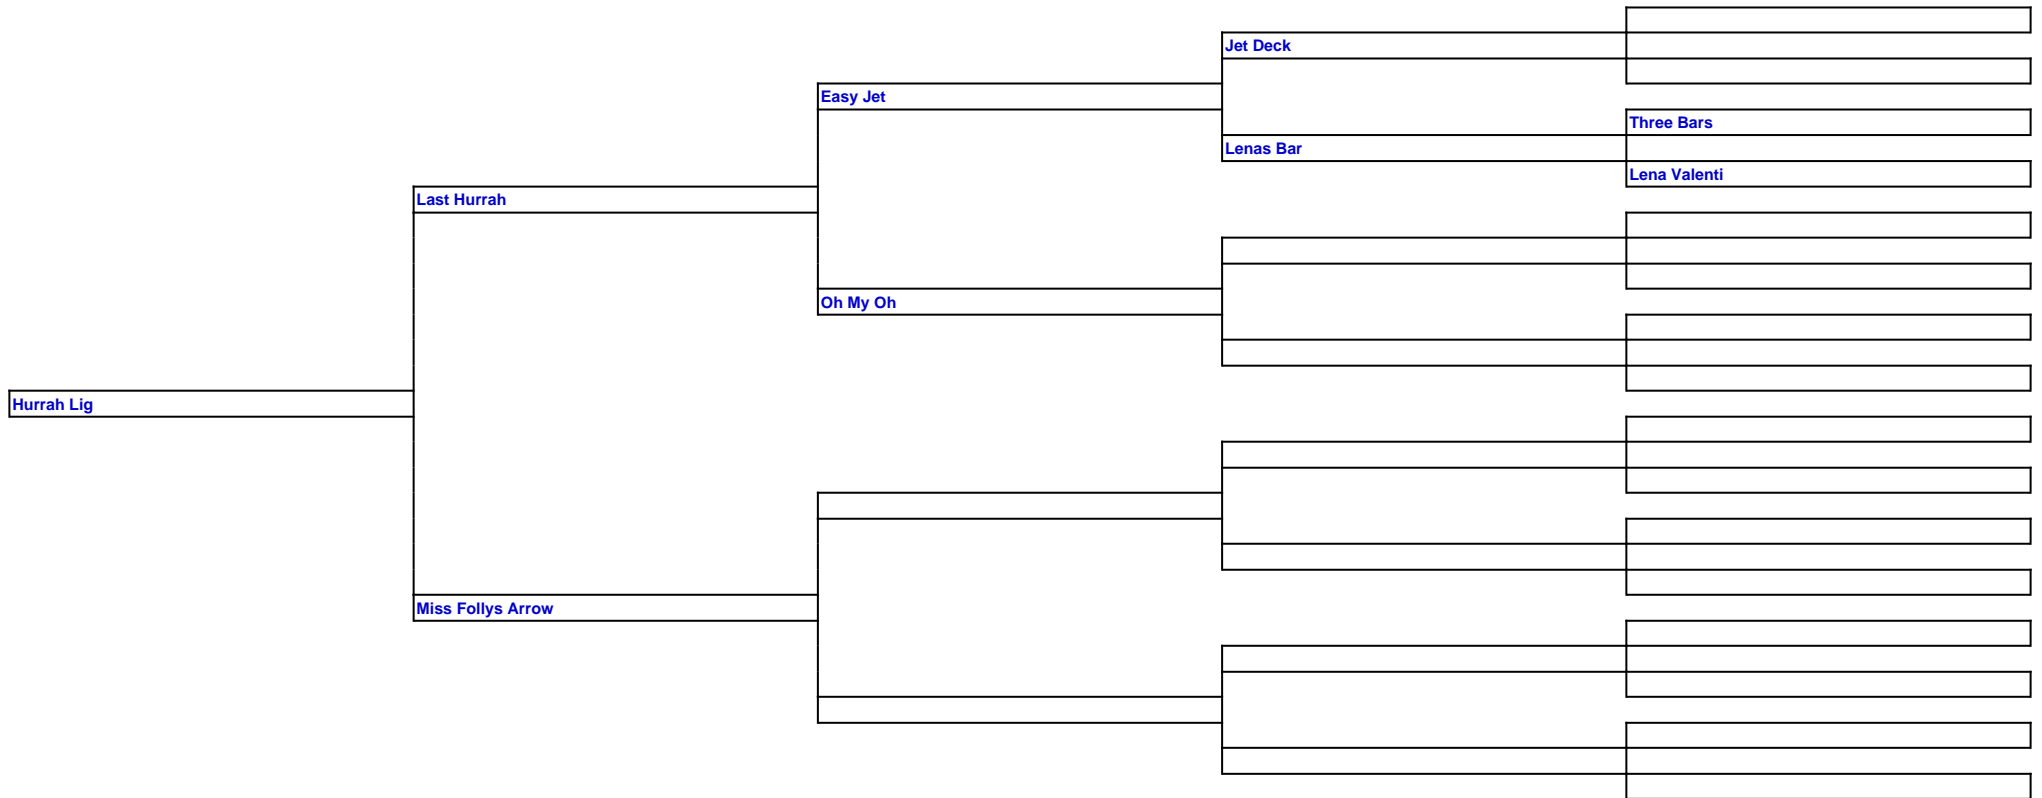 Jet Deck
Easy Jet
Three Bars
Lenas Bar
Lena Valenti
Last Hurrah
Oh My Oh
Hurrah Lig
Miss Follys Arrow